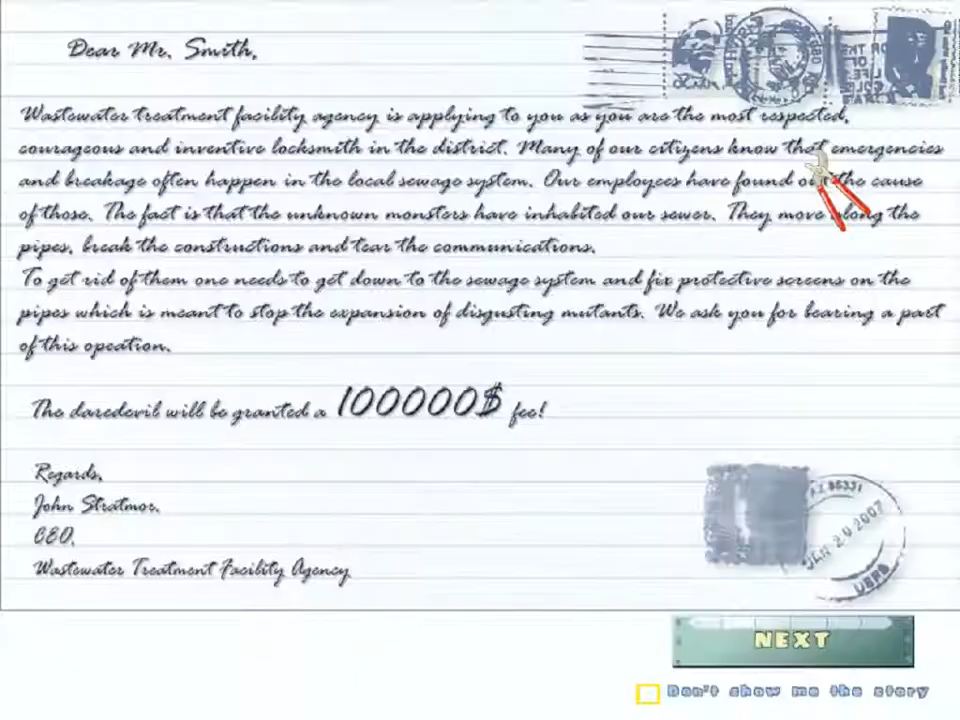 Dear Mr. Smith,
Wastewater treatment facility agency is applying to you as you are the most respected,
courageous and inventive locksmith in the district. Many of our citizens know that emergencies
and breakage often happen in the local sewage system. Our employees have found out the cause
of those. The fact is that the unknown monsters have inhabited our sewer. They move along the
pipes, break the constructions and tear the communications.
To get rid of them one needs to get down to the sewage system and fix protective screens on the
pipes which is meant to stop the expansion of disgusting mutants. We ask you for bearing a part
of this opeation.
The daredevil will be granted a 100000$ fee!
Regards,
John Stratmor.
CEO,
Wastewater Treatment Facility Agency
85331
JAN 29 2007
USPS
NEXT
Don't show me the story